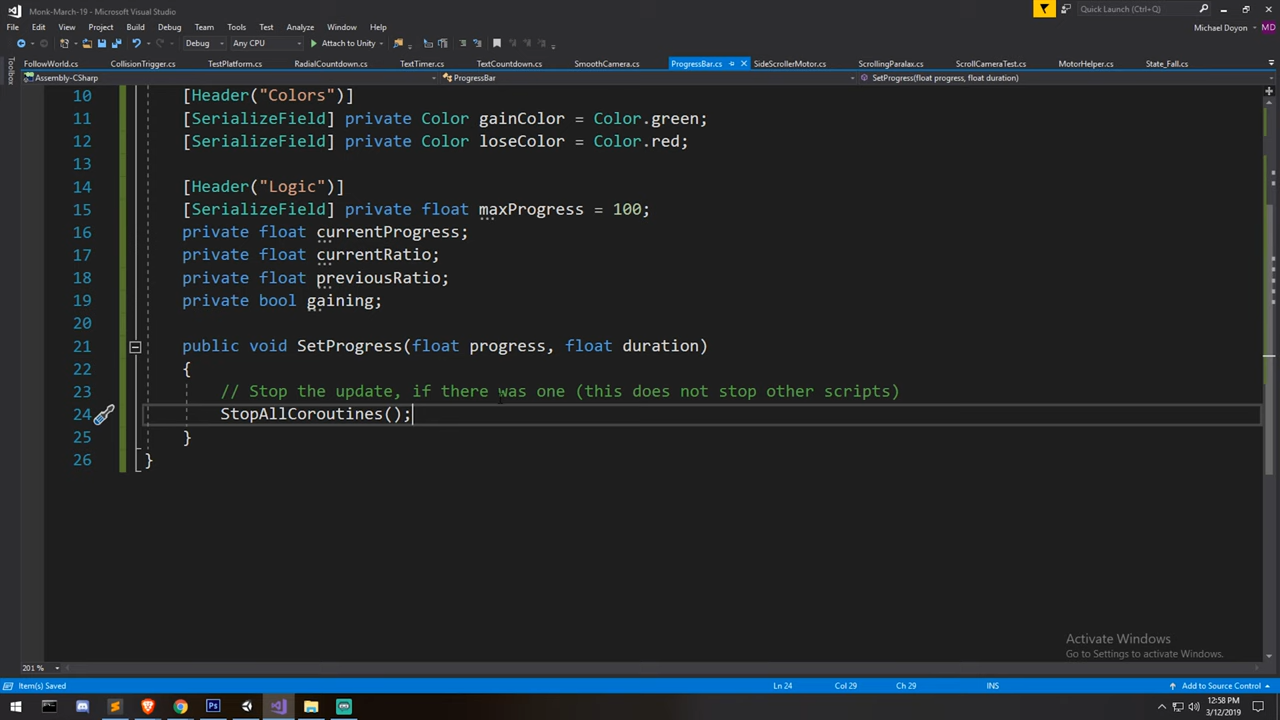 Monk-March-19 - Microsoft Visual Studio
Quick Launch (Ctrl+Q)
File Edit View Project Build Debug Team Tools Test Analyze Window Help
Michael Doyon MD
Debug Any CPU Attach to Unity
FollowWorld.cs CollisionTrigger.cs TestPlatform.cs RadialCountdown.cs TextTimer.cs TextCountdown.cs SmoothCamera.cs ProgressBar.cs SideScrollerMotor.cs ScrollingParalax.cs ScrollCameraTest.cs MotorHelper.cs State_Fall.cs
Toolbox
Assembly-CSharp ProgressBar SetProgress(float progress, float duration)
10 [Header("Colors")]
11 [SerializeField] private Color gainColor = Color.green;
12 [SerializeField] private Color loseColor = Color.red;
13
14 [Header("Logic")]
15 [SerializeField] private float maxProgress = 100;
16 private float currentProgress;
17 private float currentRatio;
18 private float previousRatio;
19 private bool gaining;
20
21 public void SetProgress(float progress, float duration)
22 {
23 // Stop the update, if there was one (this does not stop other scripts)
24 StopAllCoroutines();
25 }
26 }
Activate Windows
Go to Settings to activate Windows.
201 %
Item(s) Saved Ln 24 Col 29 Ch 29 INS Add to Source Control
12:58 PM
3/12/2019